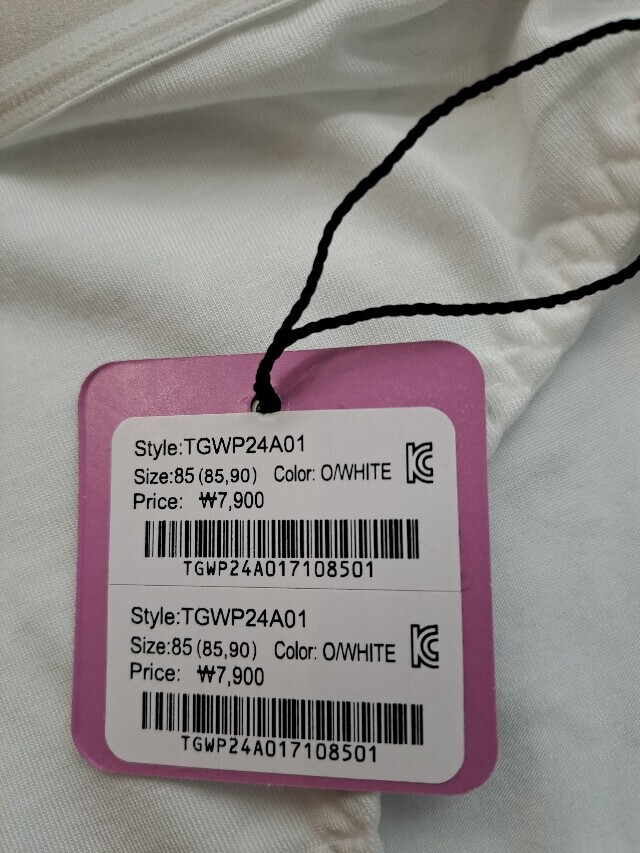 Style:TGWP24A01
Size:85 (85,90) Color: O/WHITE
Price: ₩7,900
TGWP24A017108501
Style:TGWP24A01
Size:85 (85,90) Color: O/WHITE
Price: ₩7,900
TGWP24A017108501